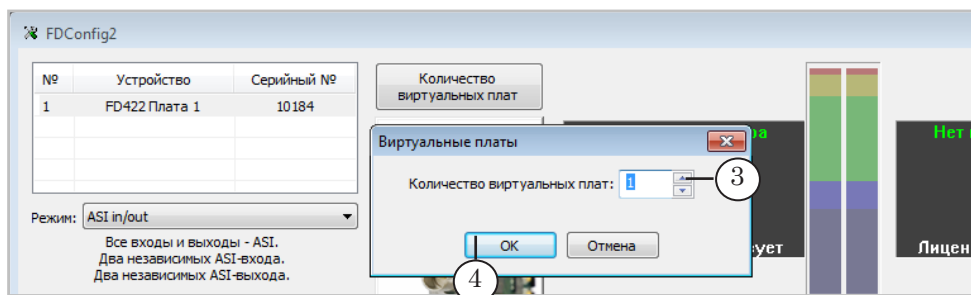 FDConfig2
№ Устройство Серийный №
1 FD422 Плата 1 10184
Режим: ASI in/out
Все входы и выходы - ASI.
Два независимых ASI-входа.
Два независимых ASI-выхода.
Количество
виртуальных плат
Виртуальные платы
Количество виртуальных плат: 1
3
OK Отмена
4
ра
ует
Нет
Лицен